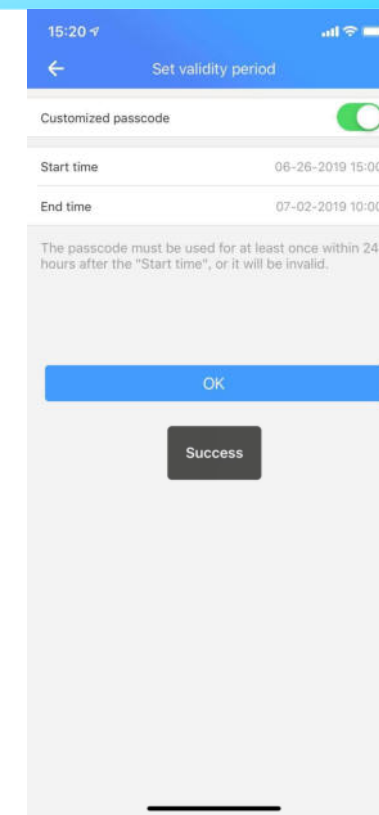 15:20
Set validity period
Customized passcode
Start time 06-26-2019 15:00
End time 07-02-2019 10:00
The passcode must be used for at least once within 24
hours after the "Start time", or it will be invalid.
OK
Success